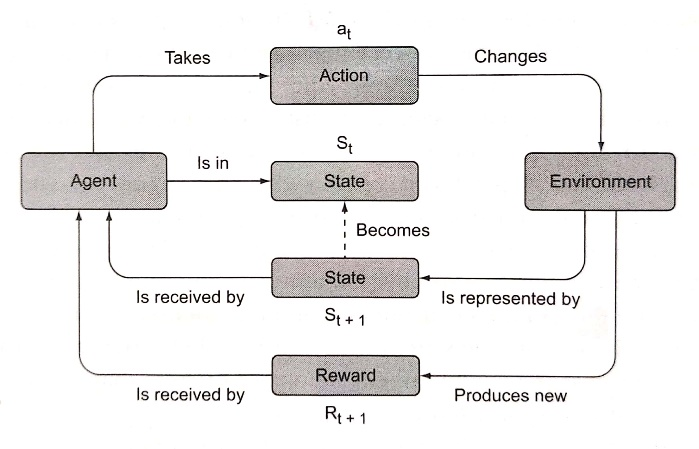 a_t
Takes
Action
Changes
S_t
Agent
Is in
State
Environment
Becomes
State
Is received by
Is represented by
S_{t + 1}
Reward
Is received by
Produces new
R_{t + 1}